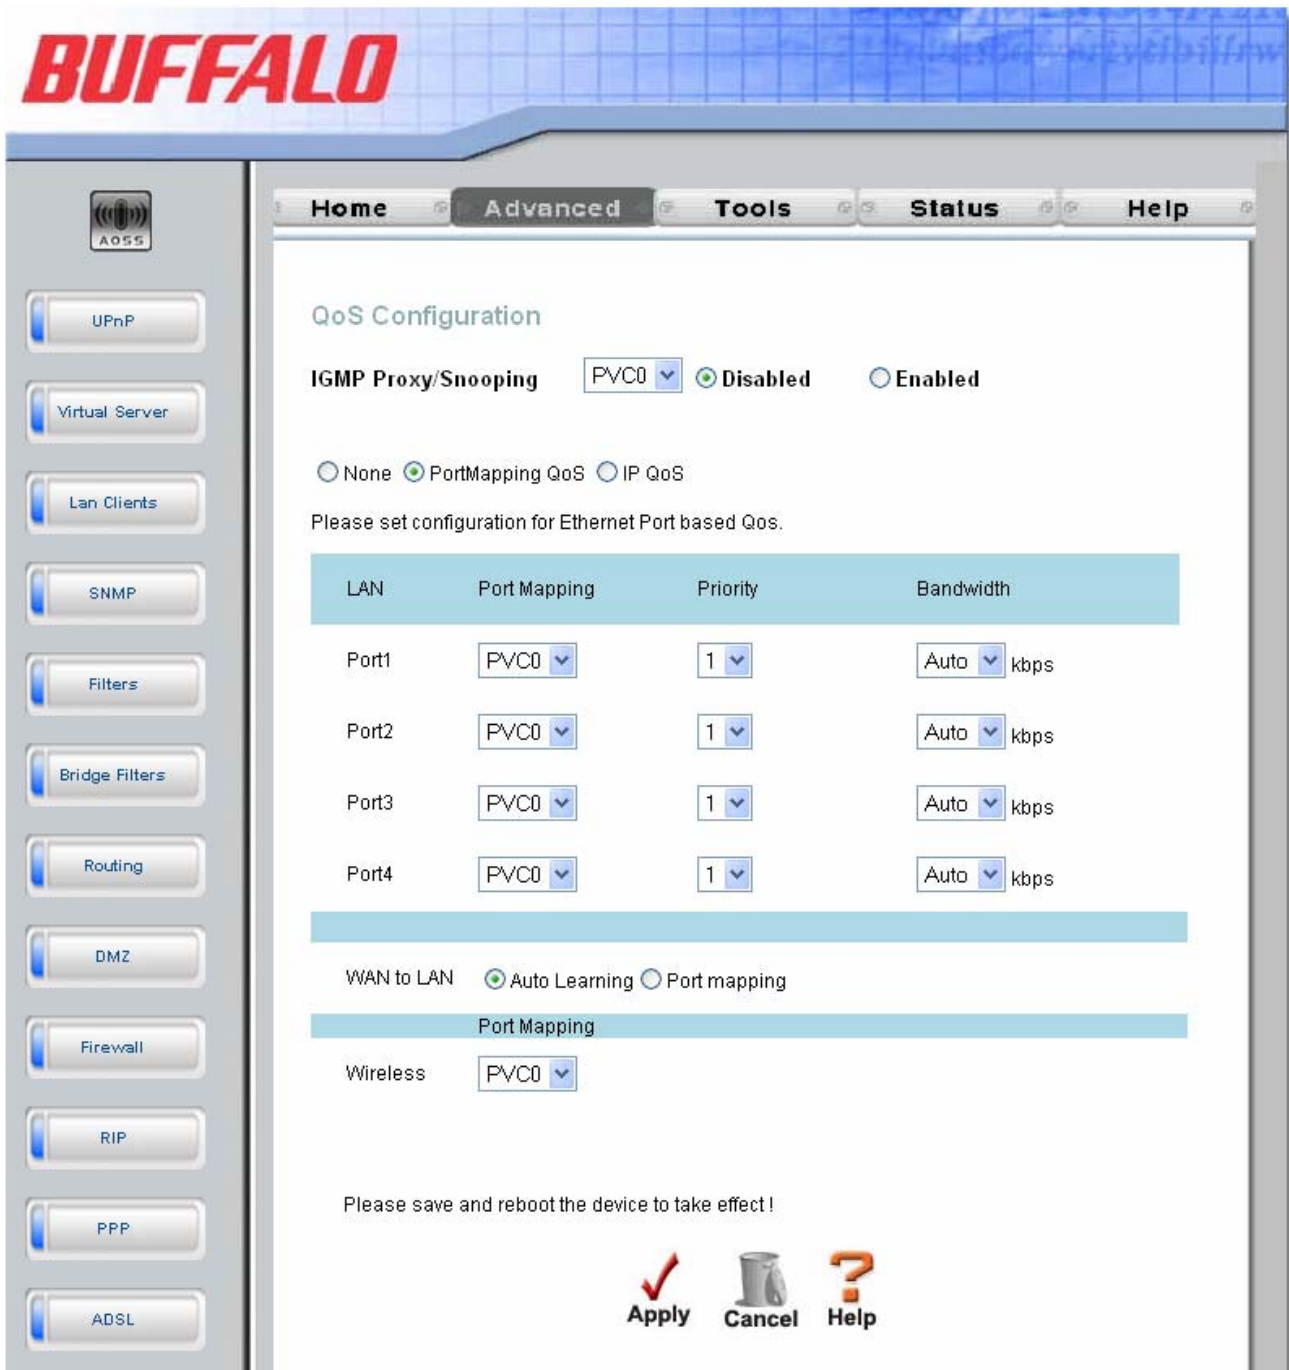 BUFFALO
AOSS
Home Advanced Tools Status Help
UPnP
Virtual Server
Lan Clients
SNMP
Filters
Bridge Filters
Routing
DMZ
Firewall
RIP
PPP
ADSL
QoS Configuration
IGMP Proxy/Snooping PVC0 Disabled Enabled
None PortMapping QoS IP QoS
Please set configuration for Ethernet Port based Qos.
LAN Port Mapping Priority Bandwidth
Port1 PVC0 1 Auto kbps
Port2 PVC0 1 Auto kbps
Port3 PVC0 1 Auto kbps
Port4 PVC0 1 Auto kbps
WAN to LAN Auto Learning Port mapping
Port Mapping
Wireless PVC0
Please save and reboot the device to take effect !
Apply Cancel Help